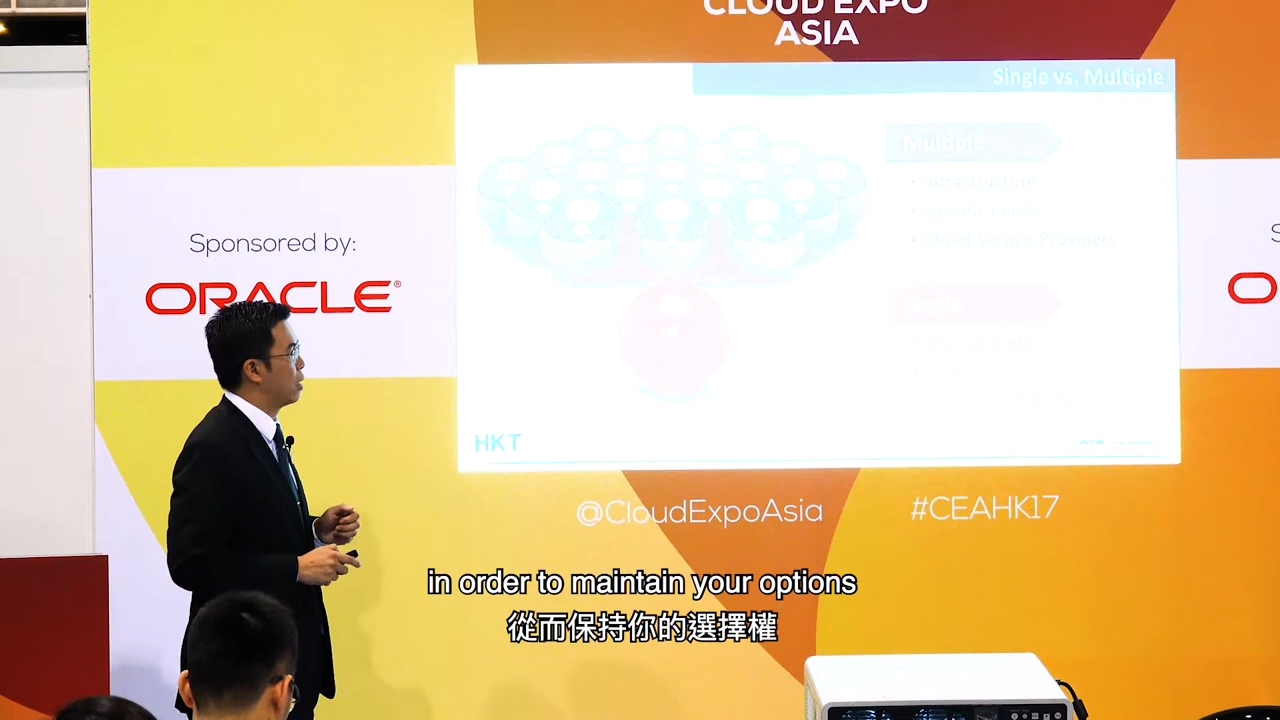 CLOUD EXPO
ASIA
Single vs. Multiple
Multiple
• Infrastructure
• Specific needs
• Cloud Service Providers
HKT
Sponsored by:
ORACLE®
@CloudExpoAsia
#CEAHK17
in order to maintain your options
從而保持你的選擇權